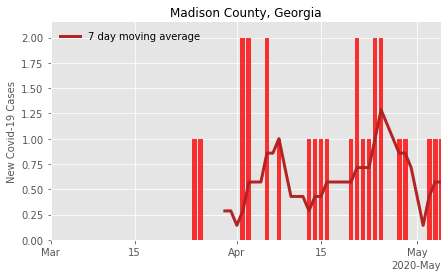 Madison County, Georgia
7 day moving average
New Covid-19 Cases
2.00
1.75
1.50
1.25
1.00
0.75
0.50
0.25
0.00
Mar
15
Apr
15
May
2020-May